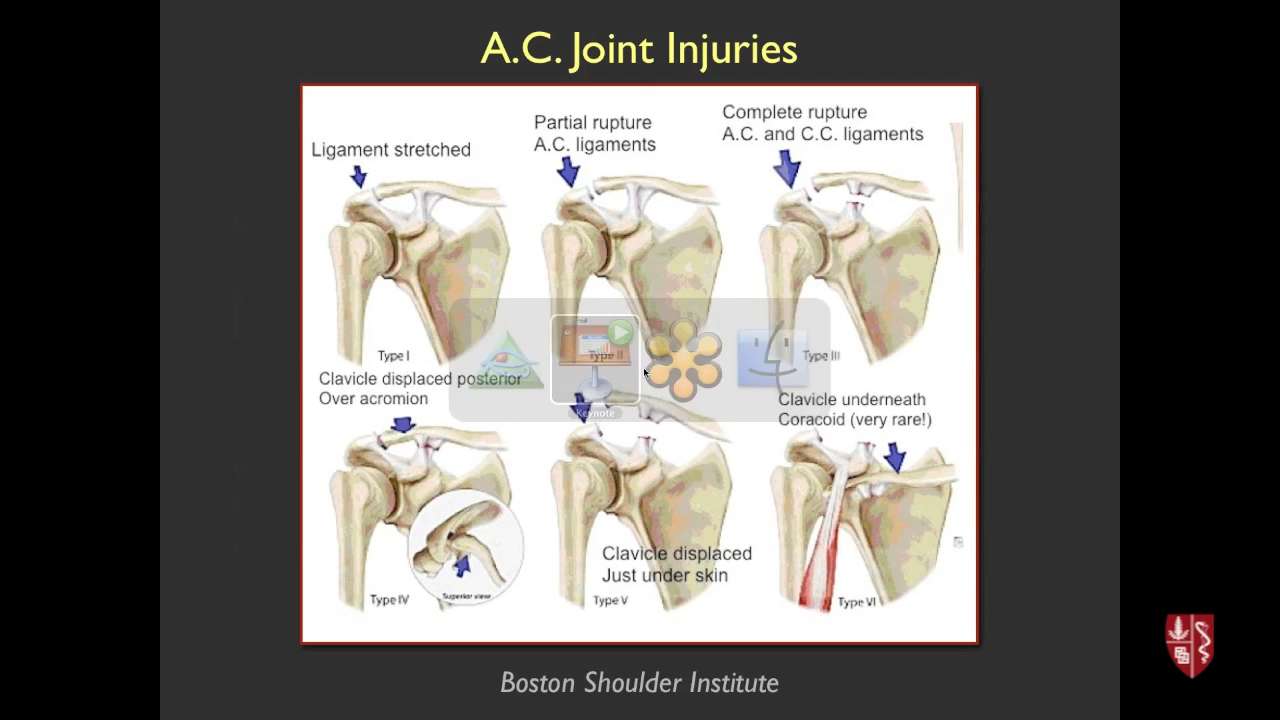 A.C. Joint Injuries
Ligament stretched
Partial rupture
A.C. ligaments
Complete rupture
A.C. and C.C. ligaments
Type I
Type II
Type III
Keynote
Clavicle displaced posterior
Over acromion
Clavicle underneath
Coracoid (very rare!)
Clavicle displaced
Just under skin
Superior view
Type IV
Type V
Type VI
Boston Shoulder Institute